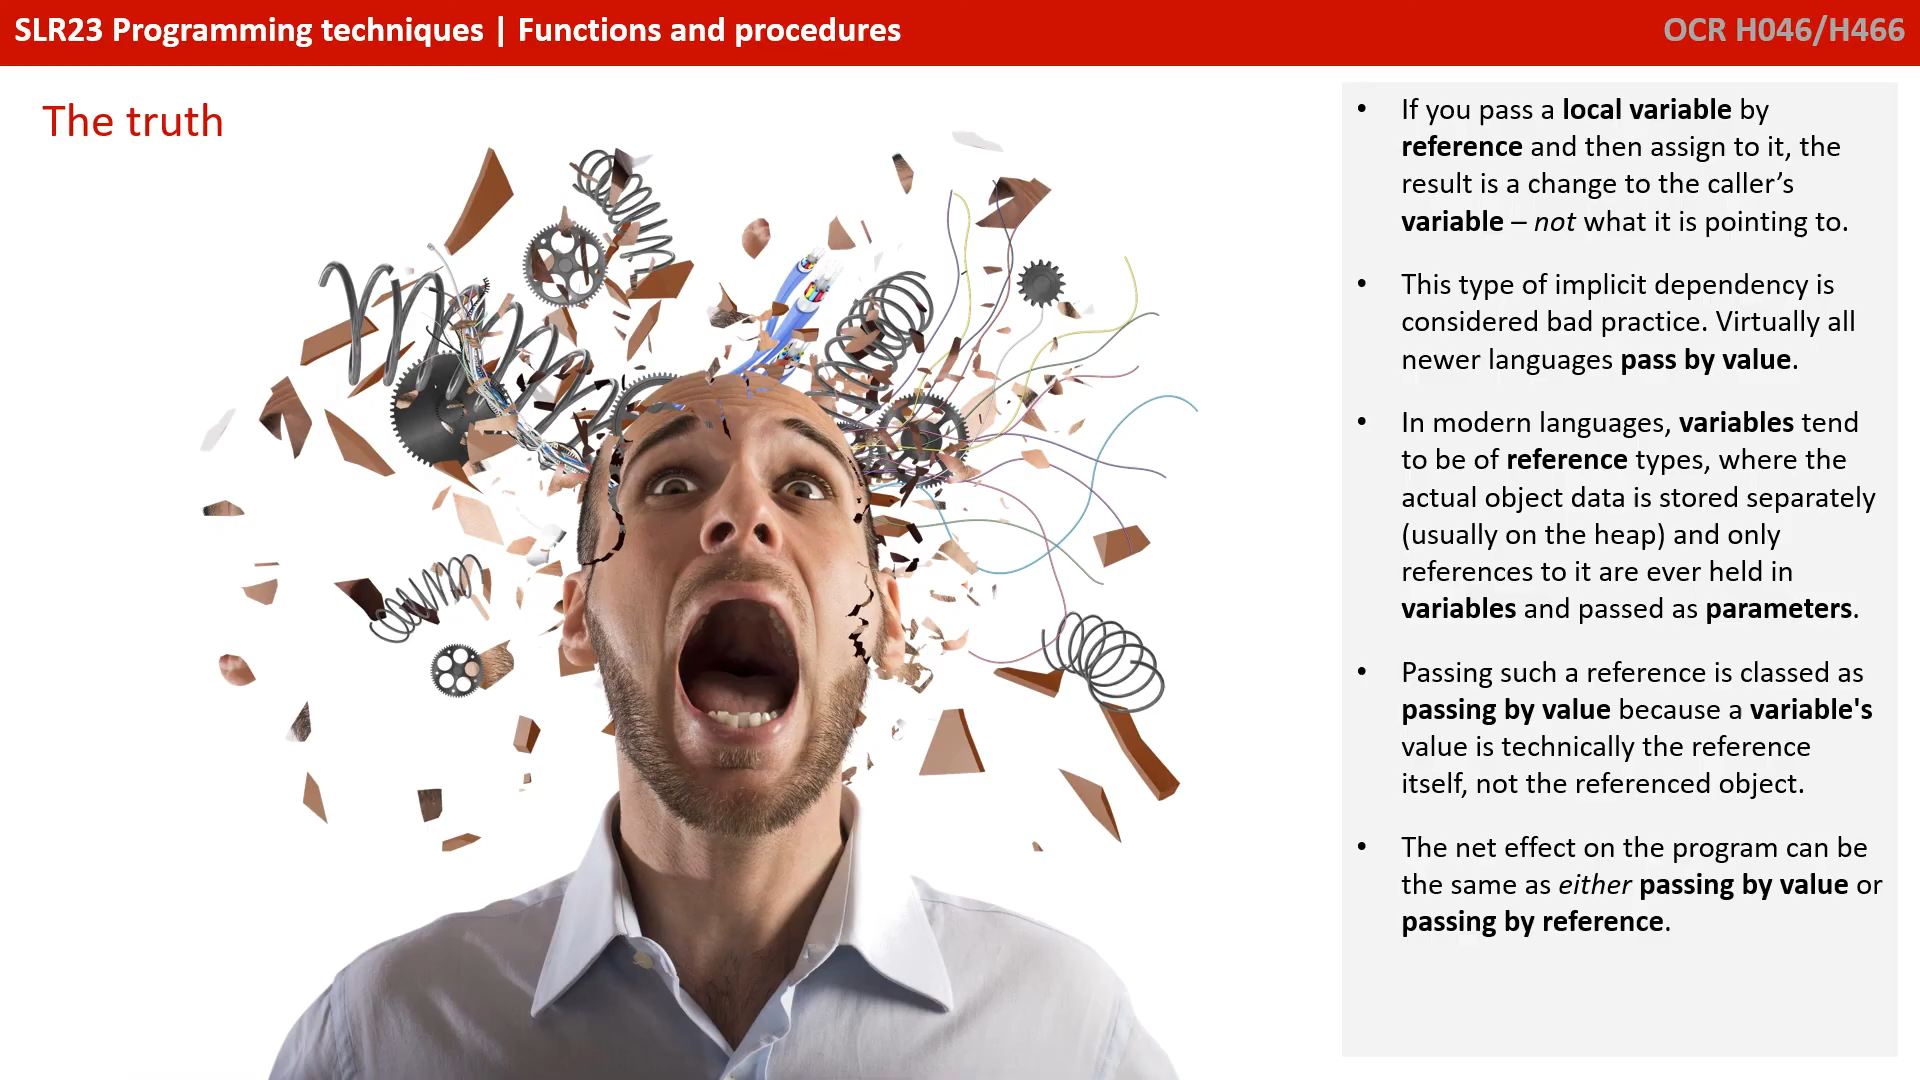 SLR23 Programming techniques | Functions and procedures
OCR H046/H466
The truth
• If you pass a local variable by
reference and then assign to it, the
result is a change to the caller’s
variable – not what it is pointing to.
• This type of implicit dependency is
considered bad practice. Virtually all
newer languages pass by value.
• In modern languages, variables tend
to be of reference types, where the
actual object data is stored separately
(usually on the heap) and only
references to it are ever held in
variables and passed as parameters.
• Passing such a reference is classed as
passing by value because a variable's
value is technically the reference
itself, not the referenced object.
• The net effect on the program can be
the same as either passing by value or
passing by reference.